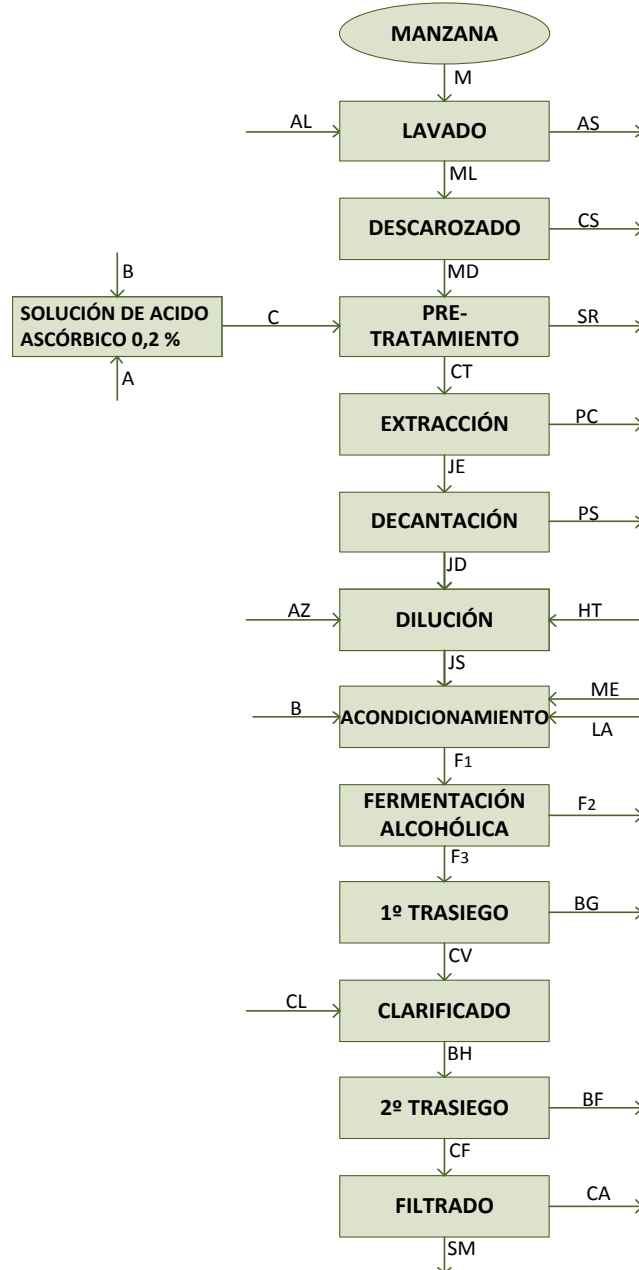 MANZANA
M
AL
LAVADO
AS
ML
DESCAROZADO
CS
MD
B
SOLUCIÓN DE ACIDO
ASCÓRBICO 0,2 %
A
C
PRE-
TRATAMIENTO
SR
CT
EXTRACCIÓN
PC
JE
DECANTACIÓN
PS
JD
AZ
DILUCIÓN
HT
JS
B
ACONDICIONAMIENTO
ME
LA
F1
FERMENTACIÓN
ALCOHÓLICA
F2
F3
1º TRASIEGO
BG
CV
CL
CLARIFICADO
BH
2º TRASIEGO
BF
CF
FILTRADO
CA
SM